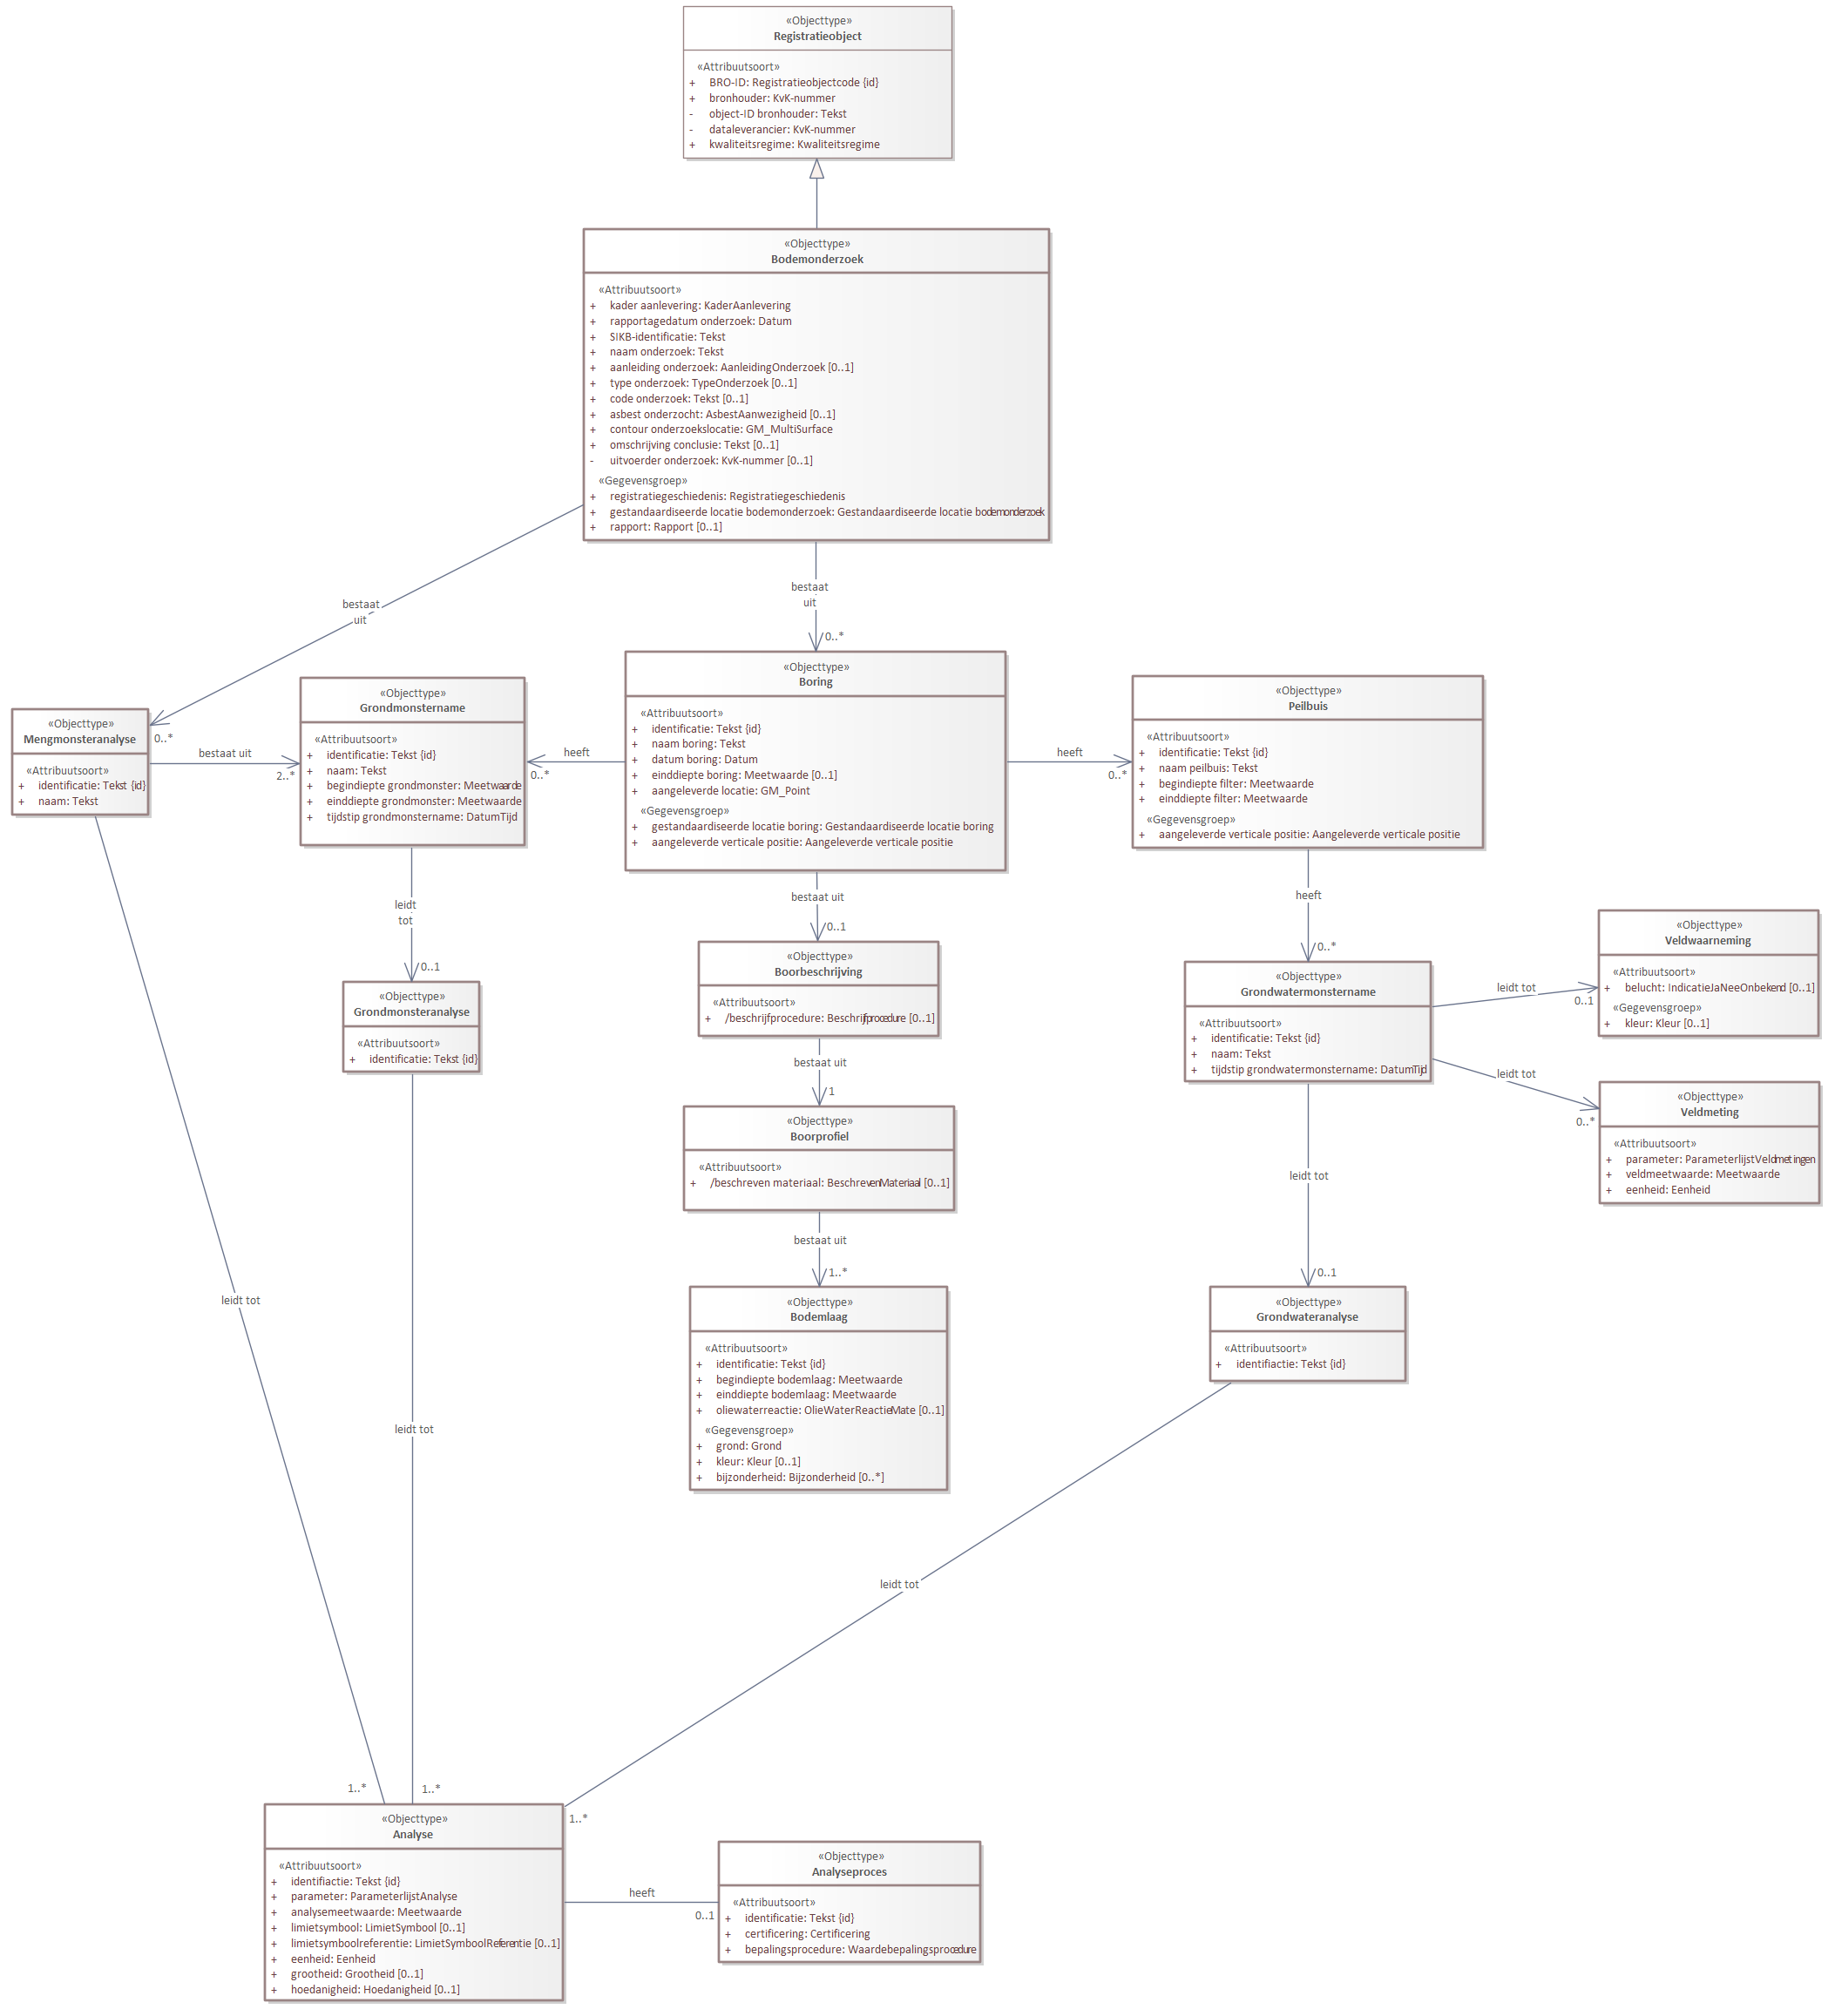 «Objecttype»
Registratieobject
«Attribuutsoort»
+ BRO-ID: Registratieobjectcode {id}
+ bronhouder: KvK-nummer
- object-ID bronhouder: Tekst
- dataleverancier: KvK-nummer
+ kwaliteitsregime: Kwaliteitsregime
«Objecttype»
Bodemonderzoek
«Attribuutsoort»
+ kader aanlevering: KaderAanlevering
+ rapportagedatum onderzoek: Datum
+ SIKB-identificatie: Tekst
+ naam onderzoek: Tekst
+ aanleiding onderzoek: AanleidingOnderzoek [0..1]
+ type onderzoek: TypeOnderzoek [0..1]
+ code onderzoek: Tekst [0..1]
+ asbest onderzocht: AsbestAanwezigheid [0..1]
+ contour onderzoekslocatie: GM_MultiSurface
+ omschrijving conclusie: Tekst [0..1]
- uitvoerder onderzoek: KvK-nummer [0..1]
«Gegevensgroep»
+ registratiegeschiedenis: Registratiegeschiedenis
+ gestandaardiseerde locatie bodemonderzoek: Gestandaardiseerde locatie bodemonderzoek
+ rapport: Rapport [0..1]
bestaat
uit
0..*
bestaat
uit
0..*
«Objecttype»
Mengmonsteranalyse
«Attribuutsoort»
+ identificatie: Tekst {id}
+ naam: Tekst
bestaat uit
2..*
«Objecttype»
Grondmonstername
«Attribuutsoort»
+ identificatie: Tekst {id}
+ naam: Tekst
+ begindiepte grondmonster: Meetwaarde
+ einddiepte grondmonster: Meetwaarde
+ tijdstip grondmonstername: DatumTijd
heeft
0..*
«Objecttype»
Boring
«Attribuutsoort»
+ identificatie: Tekst {id}
+ naam boring: Tekst
+ datum boring: Datum
+ einddiepte boring: Meetwaarde [0..1]
+ aangeleverde locatie: GM_Point
«Gegevensgroep»
+ gestandaardiseerde locatie boring: Gestandaardiseerde locatie boring
+ aangeleverde verticale positie: Aangeleverde verticale positie
heeft
0..*
«Objecttype»
Peilbuis
«Attribuutsoort»
+ identificatie: Tekst {id}
+ naam peilbuis: Tekst
+ begindiepte filter: Meetwaarde
+ einddiepte filter: Meetwaarde
«Gegevensgroep»
+ aangeleverde verticale positie: Aangeleverde verticale positie
leidt
tot
0..1
«Objecttype»
Grondmonsteranalyse
«Attribuutsoort»
+ identificatie: Tekst {id}
bestaat uit
0..1
«Objecttype»
Boorbeschrijving
«Attribuutsoort»
+ /beschrijfprocedure: Beschrijfprocedure [0..1]
bestaat uit
1
«Objecttype»
Boorprofiel
«Attribuutsoort»
+ /beschreven materiaal: BeschrevenMateriaal [0..1]
bestaat uit
1..*
«Objecttype»
Bodemlaag
«Attribuutsoort»
+ identificatie: Tekst {id}
+ begindiepte bodemlaag: Meetwaarde
+ einddiepte bodemlaag: Meetwaarde
+ oliewaterreactie: OlieWaterReactieMate [0..1]
«Gegevensgroep»
+ grond: Grond
+ kleur: Kleur [0..1]
+ bijzonderheid: Bijzonderheid [0..*]
heeft
0..*
«Objecttype»
Grondwatermonstername
«Attribuutsoort»
+ identificatie: Tekst {id}
+ naam: Tekst
+ tijdstip grondwatermonstername: DatumTijd
leidt tot
0..1
«Objecttype»
Veldwaarneming
«Attribuutsoort»
+ belucht: IndicatieJaNeeOnbekend [0..1]
«Gegevensgroep»
+ kleur: Kleur [0..1]
leidt tot
0..*
«Objecttype»
Veldmeting
«Attribuutsoort»
+ parameter: ParameterlijstVeldmetingen
+ veldmeetwaarde: Meetwaarde
+ eenheid: Eenheid
leidt tot
0..1
«Objecttype»
Grondwateranalyse
«Attribuutsoort»
+ identifiactie: Tekst {id}
leidt tot
1..*
leidt tot
1..*
leidt tot
1..*
«Objecttype»
Analyse
«Attribuutsoort»
+ identifiactie: Tekst {id}
+ parameter: ParameterlijstAnalyse
+ analysemeetwaarde: Meetwaarde
+ limietsymbool: LimietSymbool [0..1]
+ limietsymboolreferentie: LimietSymboolReferentie [0..1]
+ eenheid: Eenheid
+ grootheid: Grootheid [0..1]
+ hoedanigheid: Hoedanigheid [0..1]
heeft
0..1
«Objecttype»
Analyseproces
«Attribuutsoort»
+ identificatie: Tekst {id}
+ certificering: Certificering
+ bepalingsprocedure: Waardebepalingsprocedure